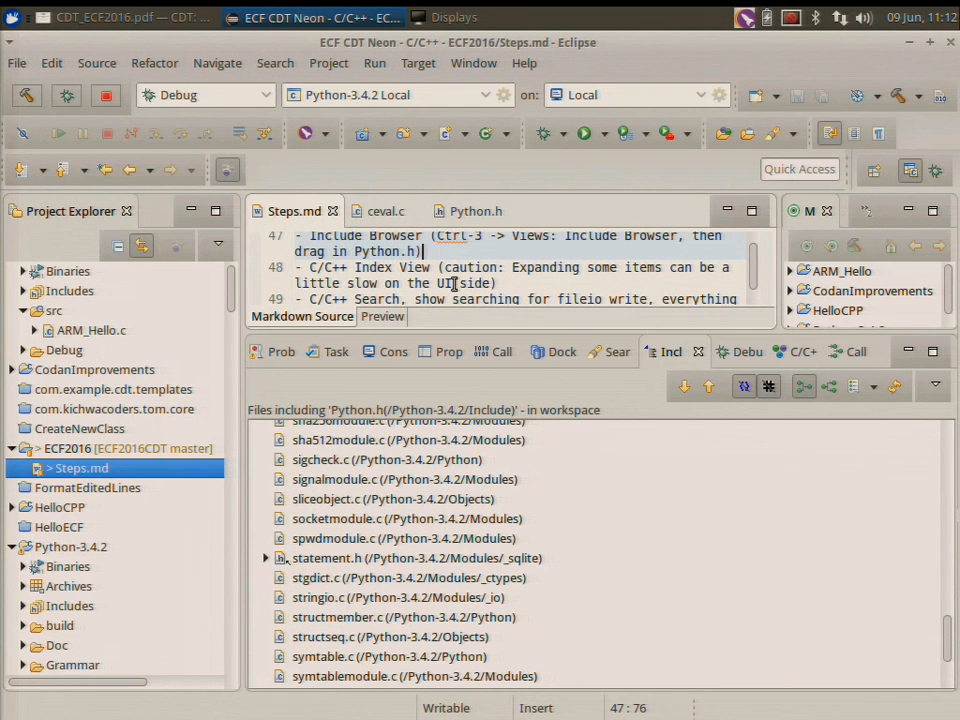 CDT_ECF2016.pdf — CDT: ...
ECF CDT Neon - C/C++ - EC...
Displays
09 Jun, 11:12
ECF CDT Neon - C/C++ - ECF2016/Steps.md - Eclipse
File Edit Source Refactor Navigate Search Project Run Target Window Help
Debug
Python-3.4.2 Local
on:
Local
Quick Access
Project Explorer
Steps.md
ceval.c
Python.h
M
47 - Include Browser (Ctrl-3 -> Views: Include Browser, then
drag in Python.h)
48 - C/C++ Index View (caution: Expanding some items can be a
little slow on the UI side)
49 - C/C++ Search, show searching for fileio write, everything
Markdown Source Preview
Binaries
Includes
src
ARM_Hello.c
Debug
CodanImprovements
com.example.cdt.templates
com.kichwacoders.tom.core
CreateNewClass
> ECF2016 [ECF2016CDT master]
> Steps.md
FormatEditedLines
HelloCPP
HelloECF
Python-3.4.2
Binaries
Archives
Includes
build
Doc
Grammar
ARM_Hello
CodanImprovements
HelloCPP
Prob Task Cons Prop Call Dock Sear Incl Debu C/C+ Call
Files including 'Python.h(/Python-3.4.2/Include)' - in workspace
sha256module.c (/Python-3.4.2/Modules)
sha512module.c (/Python-3.4.2/Modules)
sigcheck.c (/Python-3.4.2/Python)
signalmodule.c (/Python-3.4.2/Modules)
sliceobject.c (/Python-3.4.2/Objects)
socketmodule.c (/Python-3.4.2/Modules)
spwdmodule.c (/Python-3.4.2/Modules)
statement.h (/Python-3.4.2/Modules/_sqlite)
stgdict.c (/Python-3.4.2/Modules/_ctypes)
stringio.c (/Python-3.4.2/Modules/_io)
structmember.c (/Python-3.4.2/Python)
structseq.c (/Python-3.4.2/Objects)
symtable.c (/Python-3.4.2/Python)
symtablemodule.c (/Python-3.4.2/Modules)
Writable
Insert
47 : 76